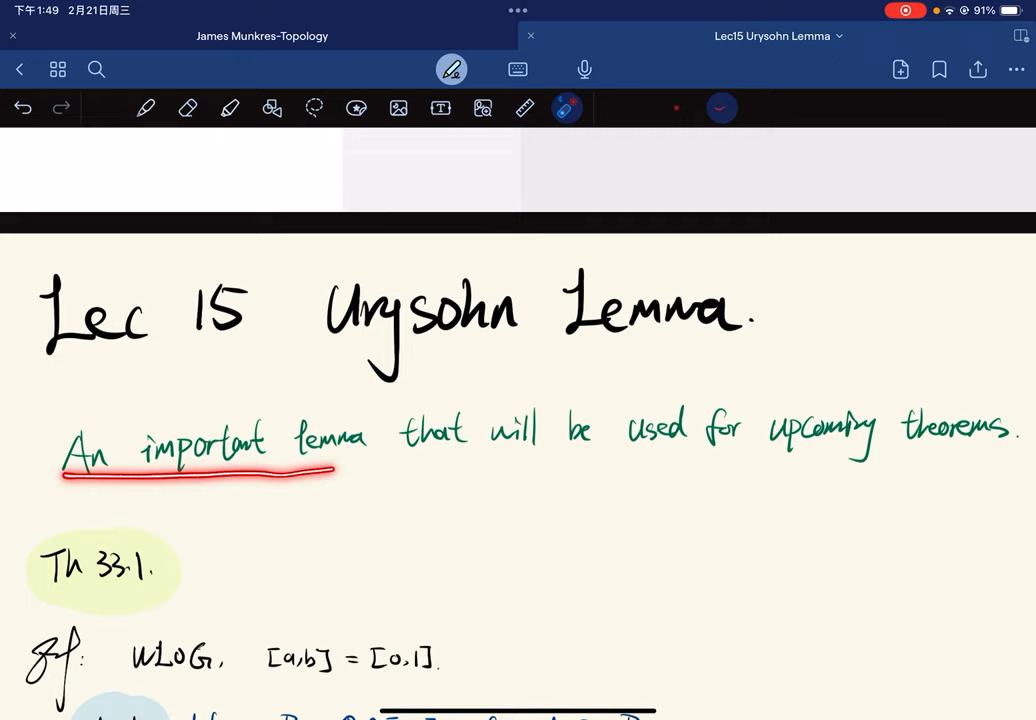 下午1:49 2月21日周三
91%
James Munkres-Topology
Lec15 Urysohn Lemma
Lec 15 Urysohn Lemma.
An important lemma that will be used for upcoming theorems.
Th 33.1.
pf: WLOG, [a,b] = [0,1].